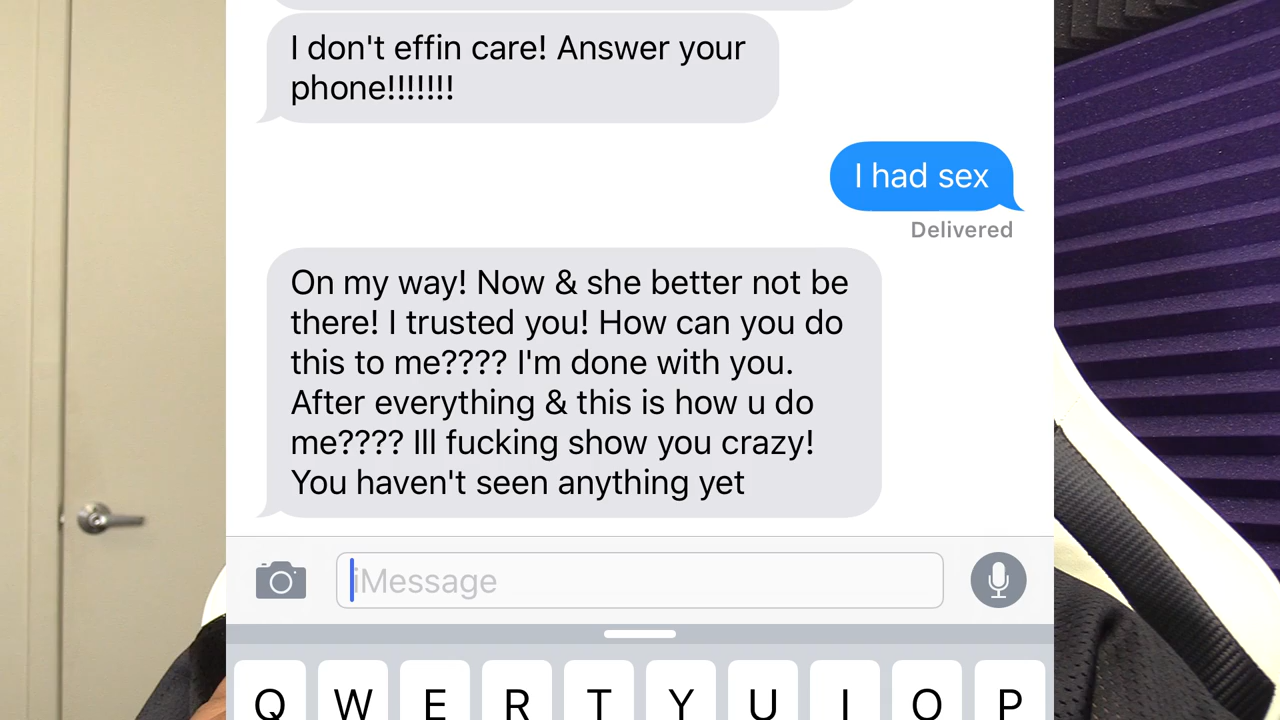 I don't effin care! Answer your
phone!!!!!!!
I had sex
Delivered
On my way! Now & she better not be
there! I trusted you! How can you do
this to me???? I'm done with you.
After everything & this is how u do
me???? Ill fucking show you crazy!
You haven't seen anything yet
iMessage
Q W E R T Y U I O P